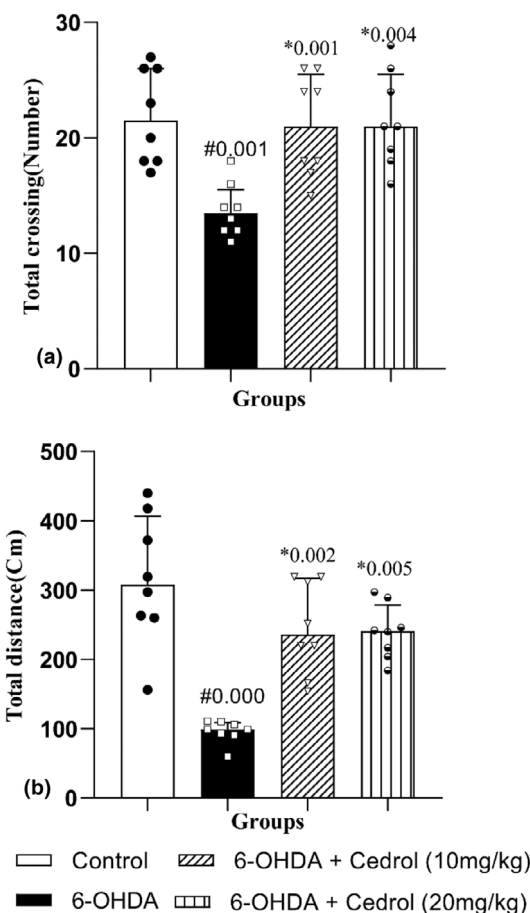 30
20
10
0
Total crossing(Number)
(a)
#0.001
*0.001
*0.004
Groups
500
400
300
200
100
0
Total distance(Cm)
(b)
#0.000
*0.002
*0.005
Groups
Control
6-OHDA + Cedrol (10mg/kg)
6-OHDA
6-OHDA + Cedrol (20mg/kg)